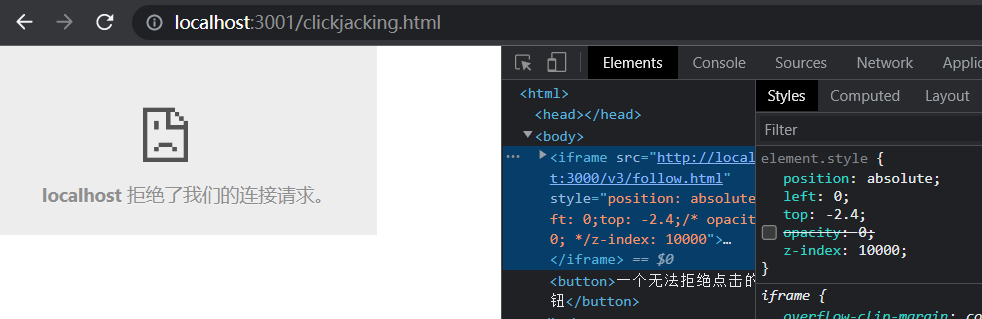 localhost:3001/clickjacking.html
localhost 拒绝了我们的连接请求。
Elements Console Sources Network
<html>
<head></head>
<body>
<iframe src="http://local
t:3000/v3/follow.html"
style="position: absolute
ft: 0;top: -2.4;/* opacit
0; */z-index: 10000">…
</iframe> == $0
<button>一个无法拒绝点击的
钮</button>
Styles Computed Layout
Filter
element.style {
position: absolute;
left: 0;
top: -2.4;
opacity: 0;
z-index: 10000;
}
iframe {
overflow-clip-margin: co